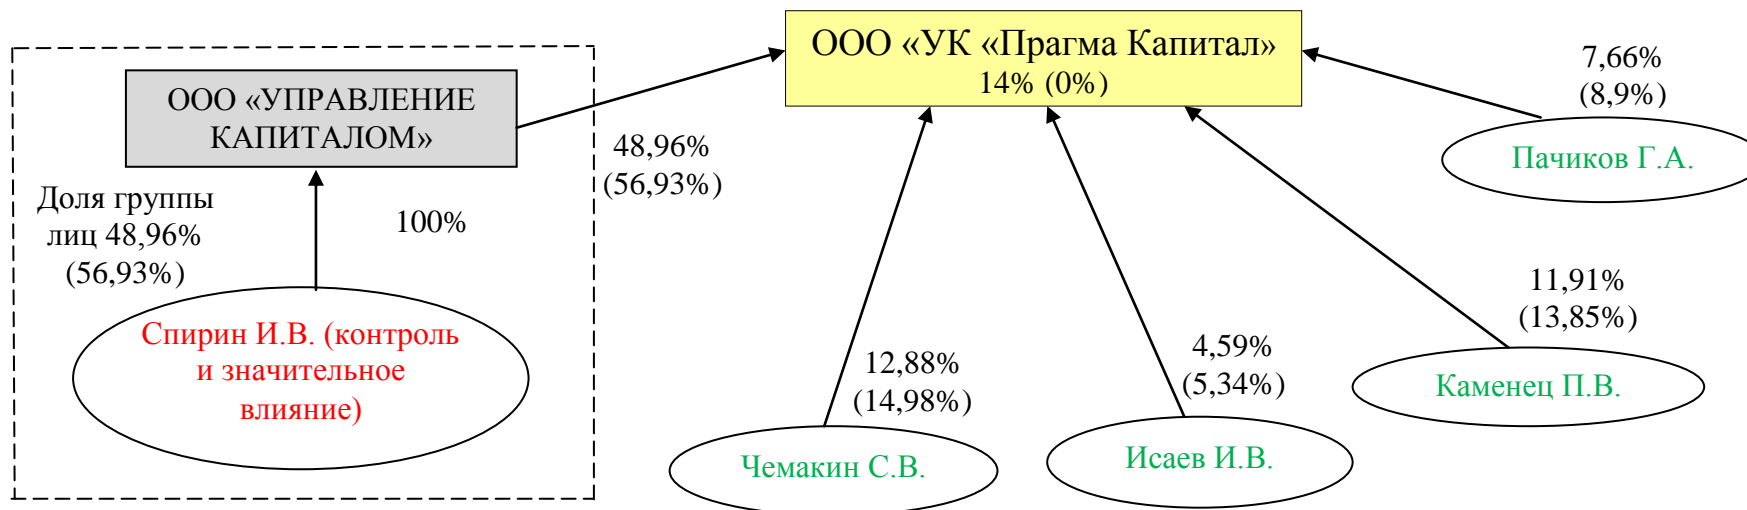 ООО «УК «Прагма Капитал»
14% (0%)
7,66%
(8,9%)
Пачиков Г.А.
ООО «УПРАВЛЕНИЕ
КАПИТАЛОМ»
48,96%
(56,93%)
Доля группы
лиц 48,96%
(56,93%)
100%
Спирин И.В. (контроль
и значительное
влияние)
12,88%
(14,98%)
Чемакин С.В.
4,59%
(5,34%)
Исаев И.В.
11,91%
(13,85%)
Каменец П.В.